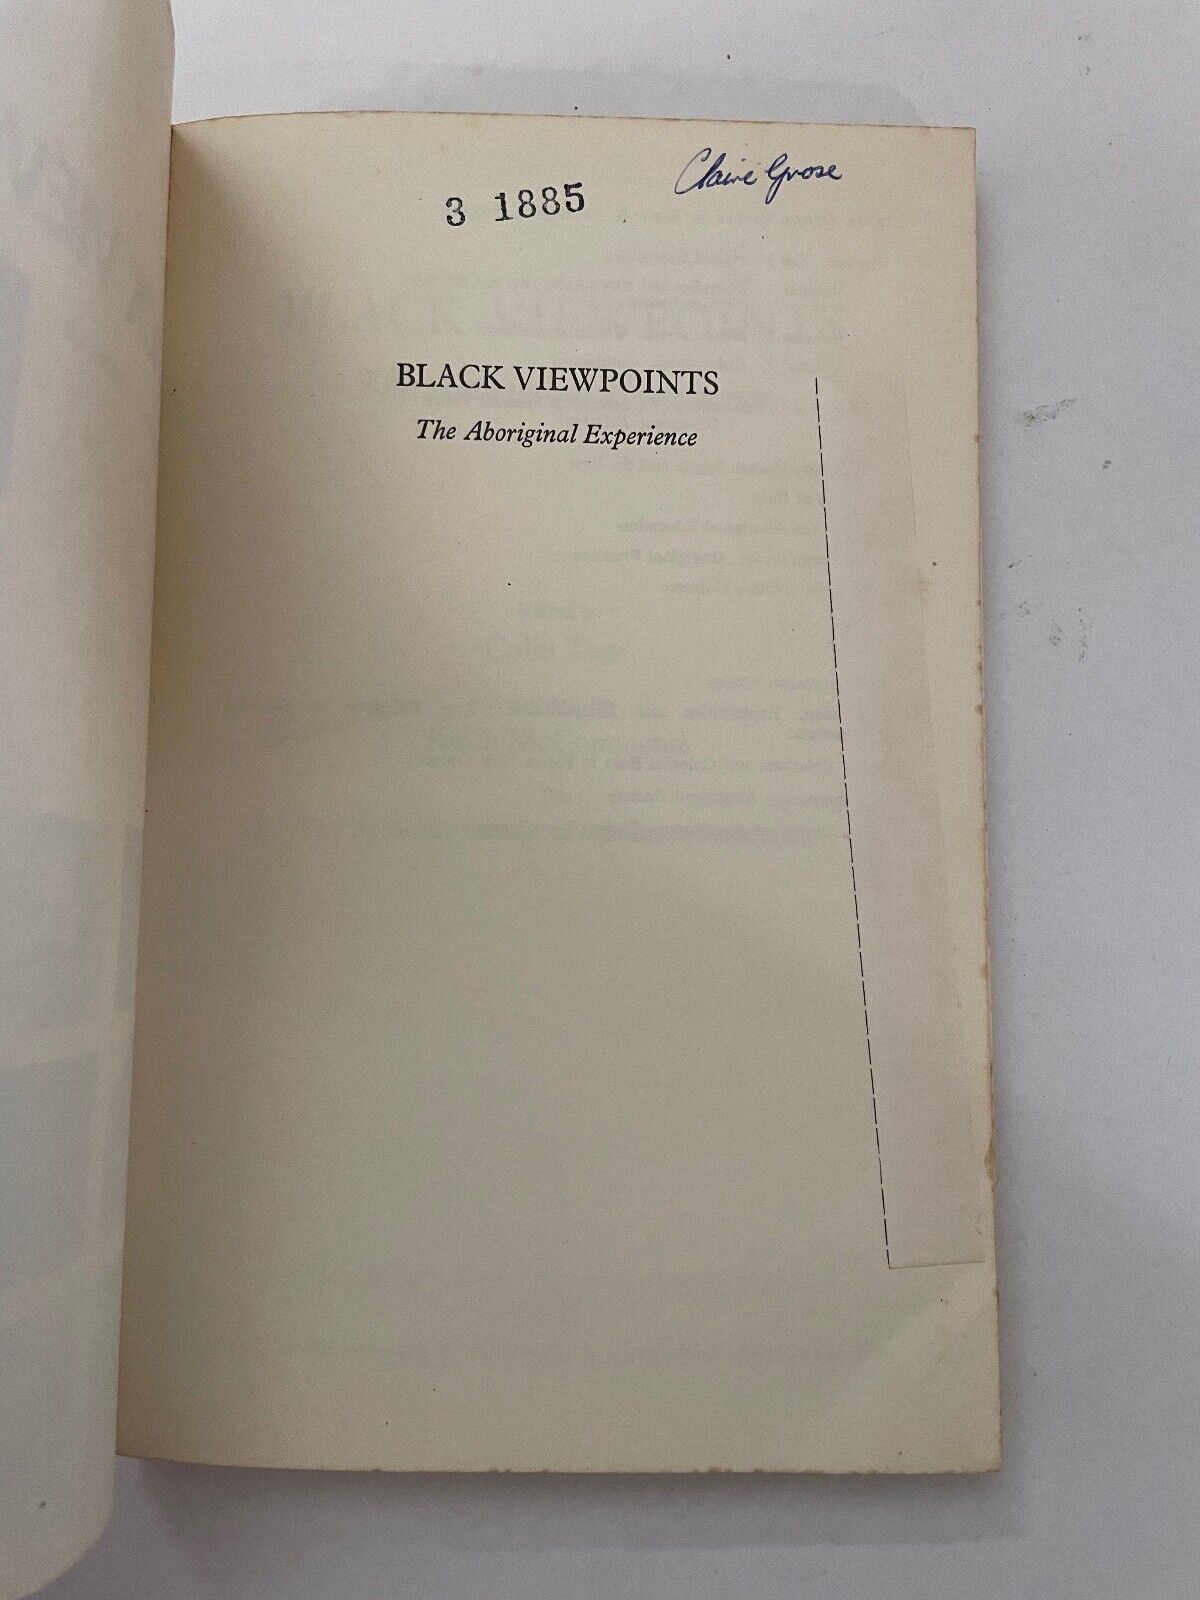 Claire Grose
3 1885
BLACK VIEWPOINTS
The Aboriginal Experience